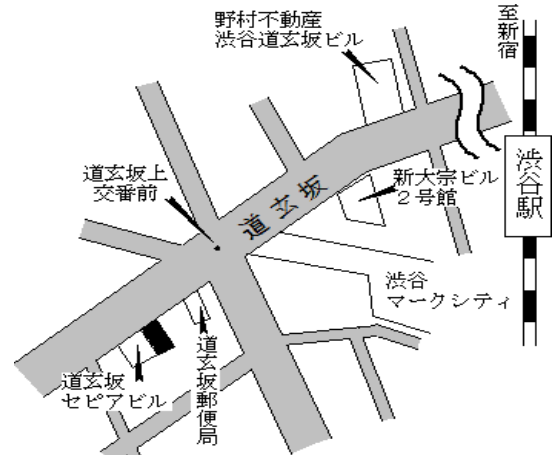 野村不動産
渋谷道玄坂ビル
至新宿
渋谷駅
道玄坂上
交番前
道玄坂
新大宗ビル
2号館
渋谷
マークシティ
道玄坂
セピアビル
道玄坂郵便局